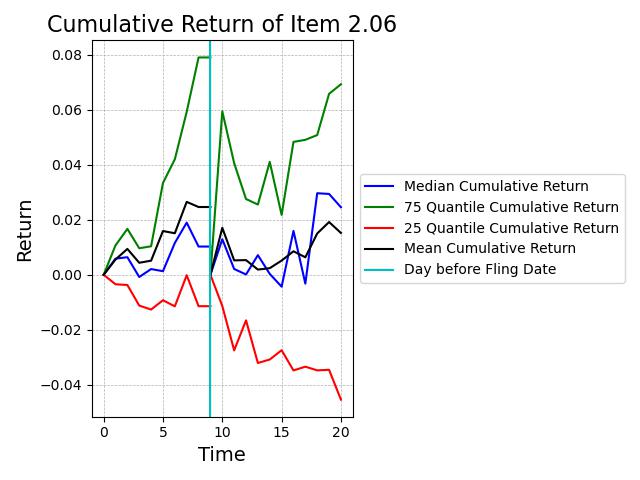 Cumulative Return of Item 2.06
Return
0.08
0.06
0.04
0.02
0.00
−0.02
−0.04
0 5 10 15 20
Time
Median Cumulative Return
75 Quantile Cumulative Return
25 Quantile Cumulative Return
Mean Cumulative Return
Day before Fling Date